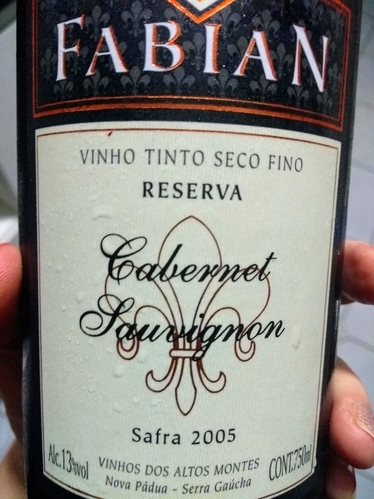 FABIAN
VINHO TINTO SECO FINO
RESERVA
Cabernet
Sauvignon
Safra 2005
Alc.13%vol
VINHOS DOS ALTOS MONTES
CONT.750ml
Nova Pádua - Serra Gaúcha